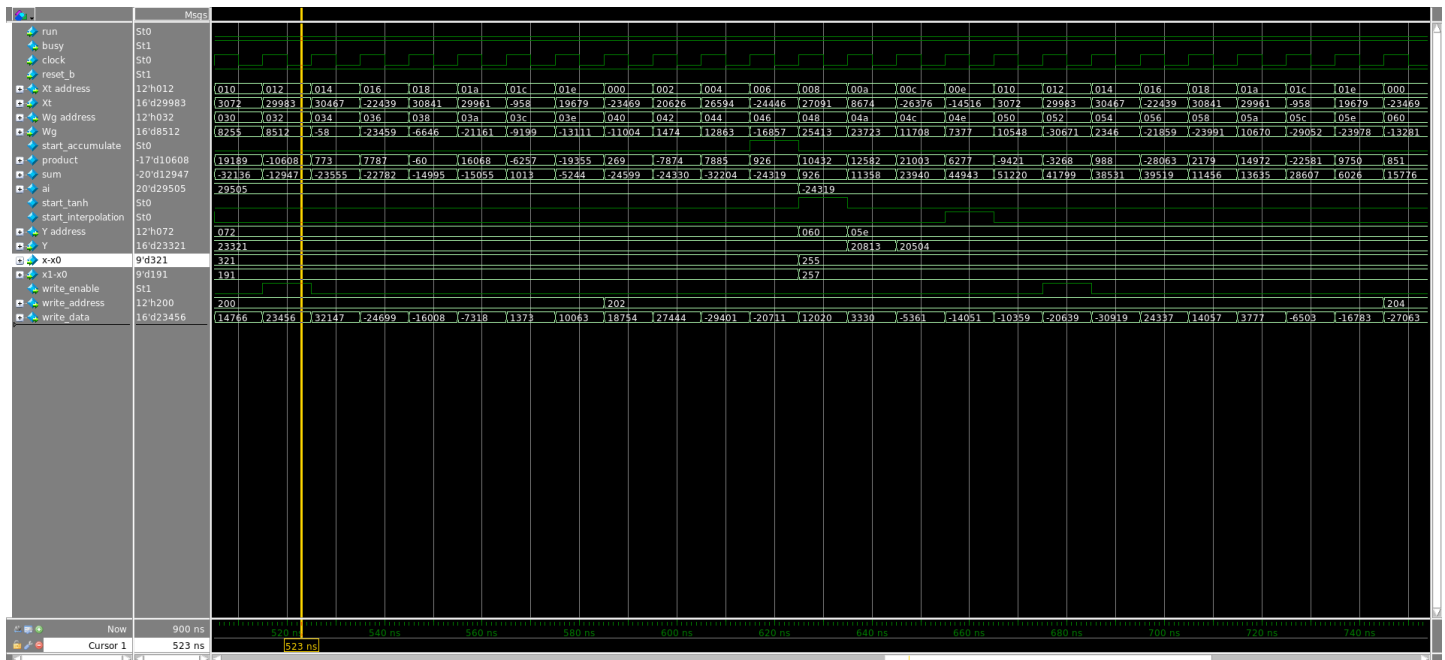 Msgs
run St0
busy St1
clock St0
reset_b St1
Xt address 12'h012 010 012 014 016 018 01a 01c 01e 000 002 004 006 008 00a 00c 00e 010 012 014 016 018 01a 01c 01e 000
Xt 16'd29983 3072 29983 30467 -22439 30841 29961 -958 19679 -23469 20626 26594 -24446 27091 8674 -26376 -14516 3072 29983 30467 -22439 30841 29961 -958 19679 -23469
Wg address 12'h032 030 032 034 036 038 03a 03c 03e 040 042 044 046 048 04a 04c 04e 050 052 054 056 058 05a 05c 05e 060
Wg 16'd8512 8255 8512 -58 -23459 -6646 -21161 -9199 -13111 -11004 1474 12863 -16857 25413 23723 11708 7377 10548 -30671 2346 -21859 -23991 10670 -29052 -23978 -13281
start_accumulate St0
product -17'd10608 19189 -10608 773 7787 -60 16068 -6257 -19355 269 -7874 7885 926 10432 12582 21003 6277 -9421 -3268 988 -28063 2179 14972 -22581 9750 851
sum -20'd12947 -32136 -12947 -23555 -22782 -14995 -15055 1013 -5244 -24599 -24330 -32204 -24319 926 11358 23940 44943 51220 41799 38531 39519 11456 13635 28607 6026 15776
ai 20'd29505 29505 -24319
start_tanh St0
start_interpolation St0
Y address 12'h072 072 060 05e
Y 16'd23321 23321 20813 20504
x-x0 9'd321 321 255
x1-x0 9'd191 191 257
write_enable St1
write_address 12'h200 200 202 204
write_data 16'd23456 14766 23456 32147 -24699 -16008 -7318 1373 10063 18754 27444 -29401 -20711 12020 3330 -5361 -14051 -10359 -20639 -30919 24337 14057 3777 -6503 -16783 -27063
Now 900 ns 520 n 540 ns 560 ns 580 ns 600 ns 620 ns 640 ns 660 ns 680 ns 700 ns 720 ns 740 ns
Cursor 1 523 ns 523 ns